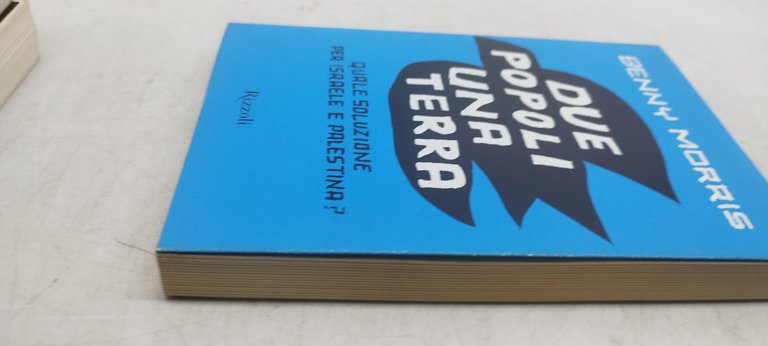 BENNY MORRIS
DUE
POPOLI
UNA
TERRA
QUALE SOLUZIONE
PER ISRAELE E PALESTINA?
Rizzoli